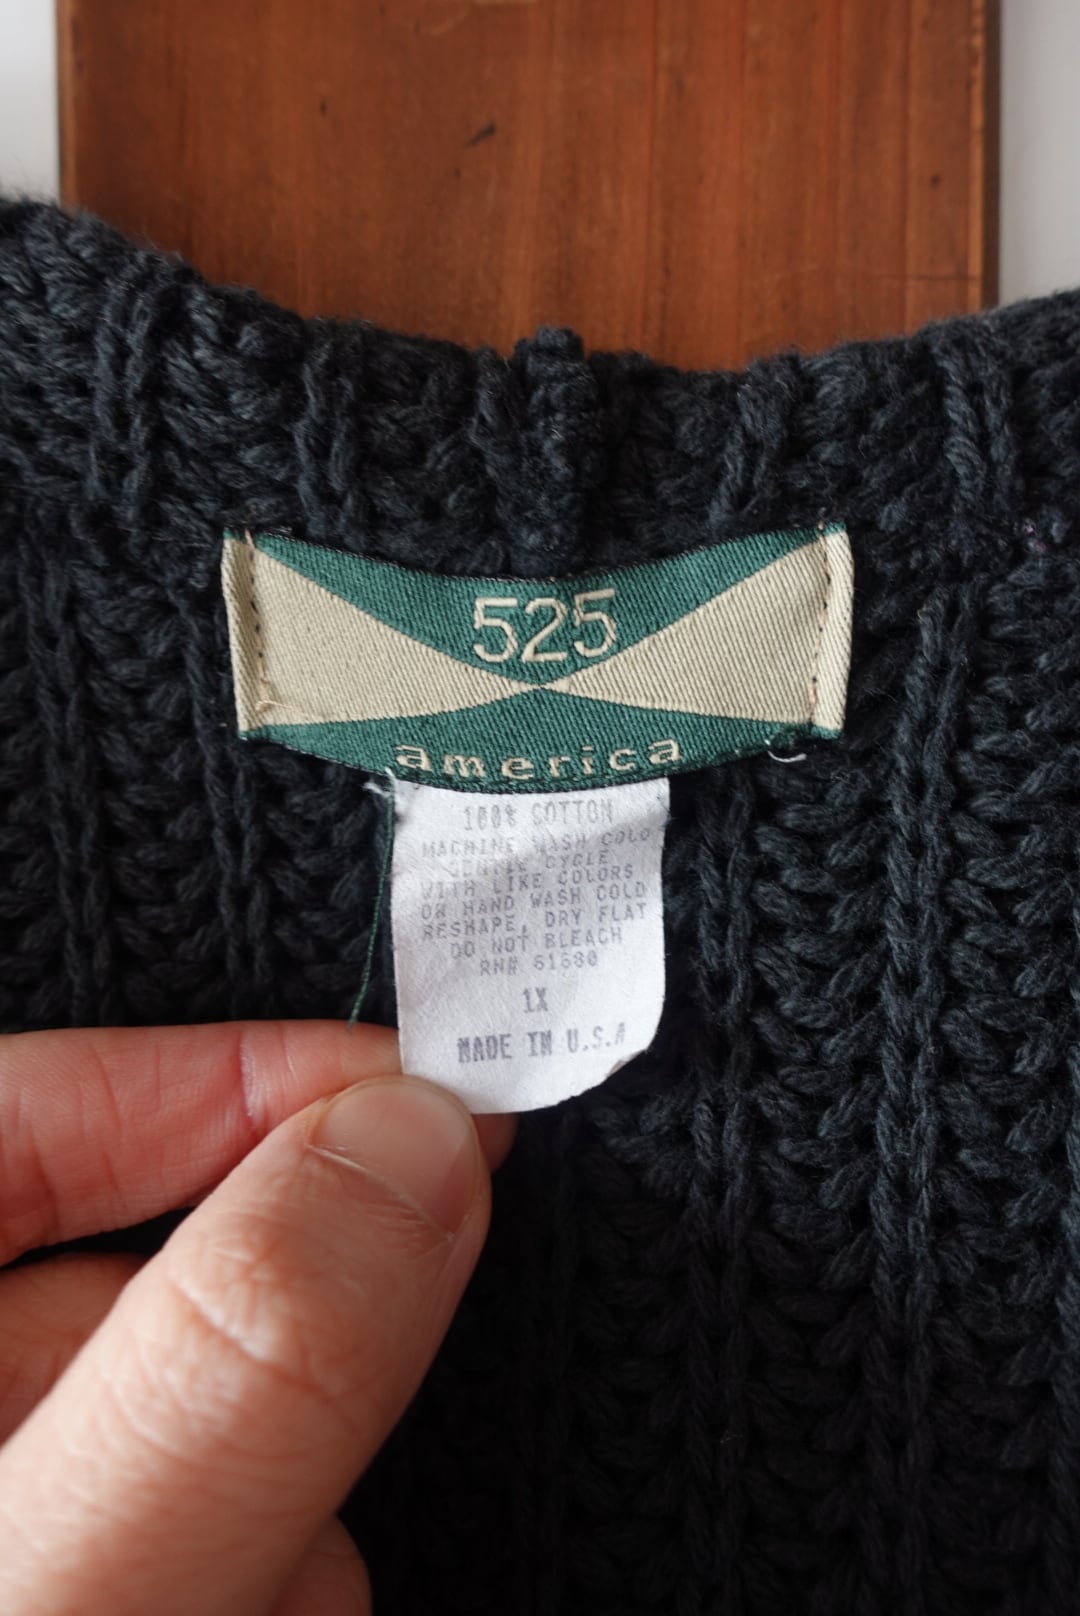 525
america
100% COTTON
MACHINE WASH COLD
GENTLE CYCLE
WITH LIKE COLORS
OR HAND WASH COLD
RESHAPE, DRY FLAT
DO NOT BLEACH
RN# 61680
1X
MADE IN U.S.A